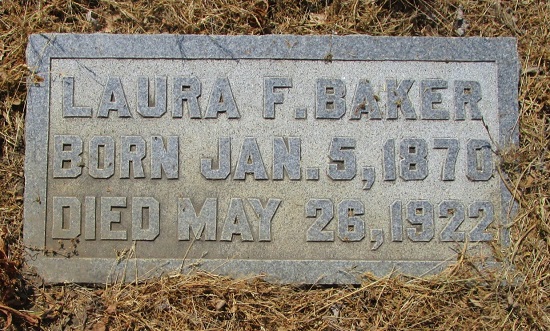 LAURA F. BAKER
BORN JAN. 5, 1870
DIED MAY 26, 1922